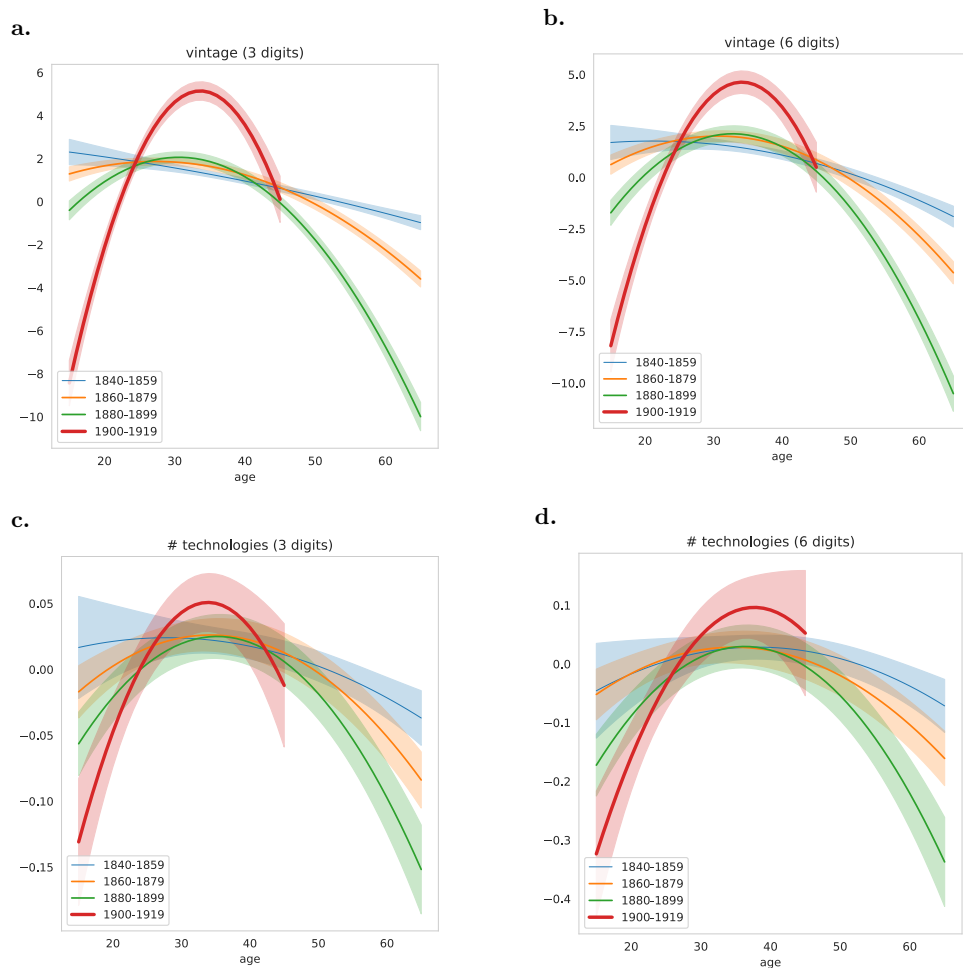 a.
vintage (3 digits)
6
4
2
0
−2
−4
−6
−8
−10
1840-1859
1860-1879
1880-1899
1900-1919
20 30 40 50 60
age
b.
vintage (6 digits)
5.0
2.5
0.0
−2.5
−5.0
−7.5
−10.0
1840-1859
1860-1879
1880-1899
1900-1919
20 30 40 50 60
age
c.
# technologies (3 digits)
0.05
0.00
−0.05
−0.10
−0.15
1840-1859
1860-1879
1880-1899
1900-1919
20 30 40 50 60
age
d.
# technologies (6 digits)
0.1
0.0
−0.1
−0.2
−0.3
−0.4
1840-1859
1860-1879
1880-1899
1900-1919
20 30 40 50 60
age